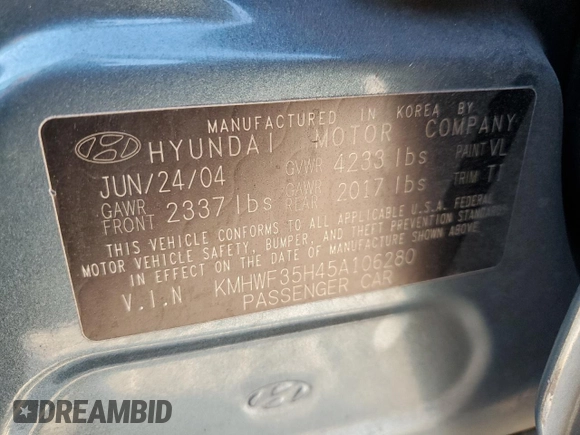 MANUFACTURED IN KOREA BY
HYUNDAI MOTOR COMPANY
JUN/24/04 GVWR 4233 lbs PAINT VL
GAWR FRONT 2337 lbs GAWR REAR 2017 lbs TRIM TT
THIS VEHICLE CONFORMS TO ALL APPLICABLE U.S.A. FEDERAL
MOTOR VEHICLE SAFETY, BUMPER, AND THEFT PREVENTION STANDARDS
IN EFFECT ON THE DATE OF MANUFACTURE SHOWN ABOVE.
V.I.N KMHWF35H45A106280
PASSENGER CAR
DREAMBID